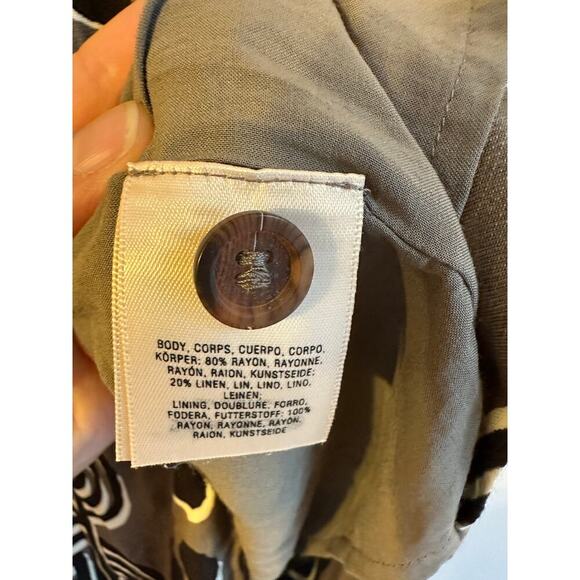 BODY, CORPS, CUERPO, CORPO,
KÖRPER: 80% RAYON, RAYONNE,
RAYÓN, RAION, KUNSTSEIDE;
20% LINEN, LIN, LINO, LINO,
LEINEN;
LINING, DOUBLURE, FORRO,
FODERA, FUTTERSTOFF: 100%
RAYON, RAYONNE, RAYÓN,
RAION, KUNSTSEIDE